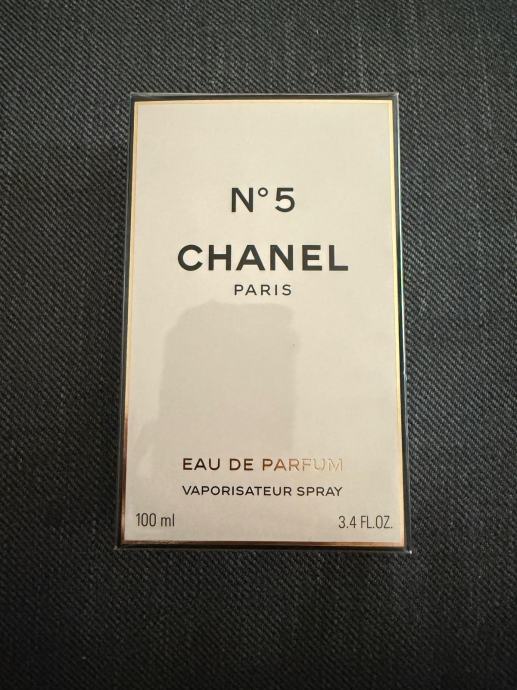 N°5
CHANEL
PARIS
EAU DE PARFUM
VAPORISATEUR SPRAY
100 ml 3.4 FL.OZ.